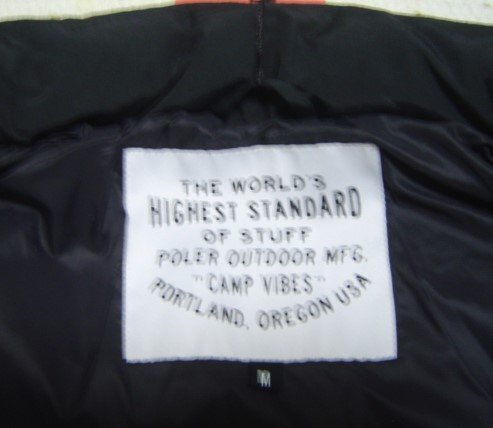 THE WORLD'S
HIGHEST STANDARD
OF STUFF
POLER OUTDOOR MFG.
"CAMP VIBES"
PORTLAND, OREGON USA
M